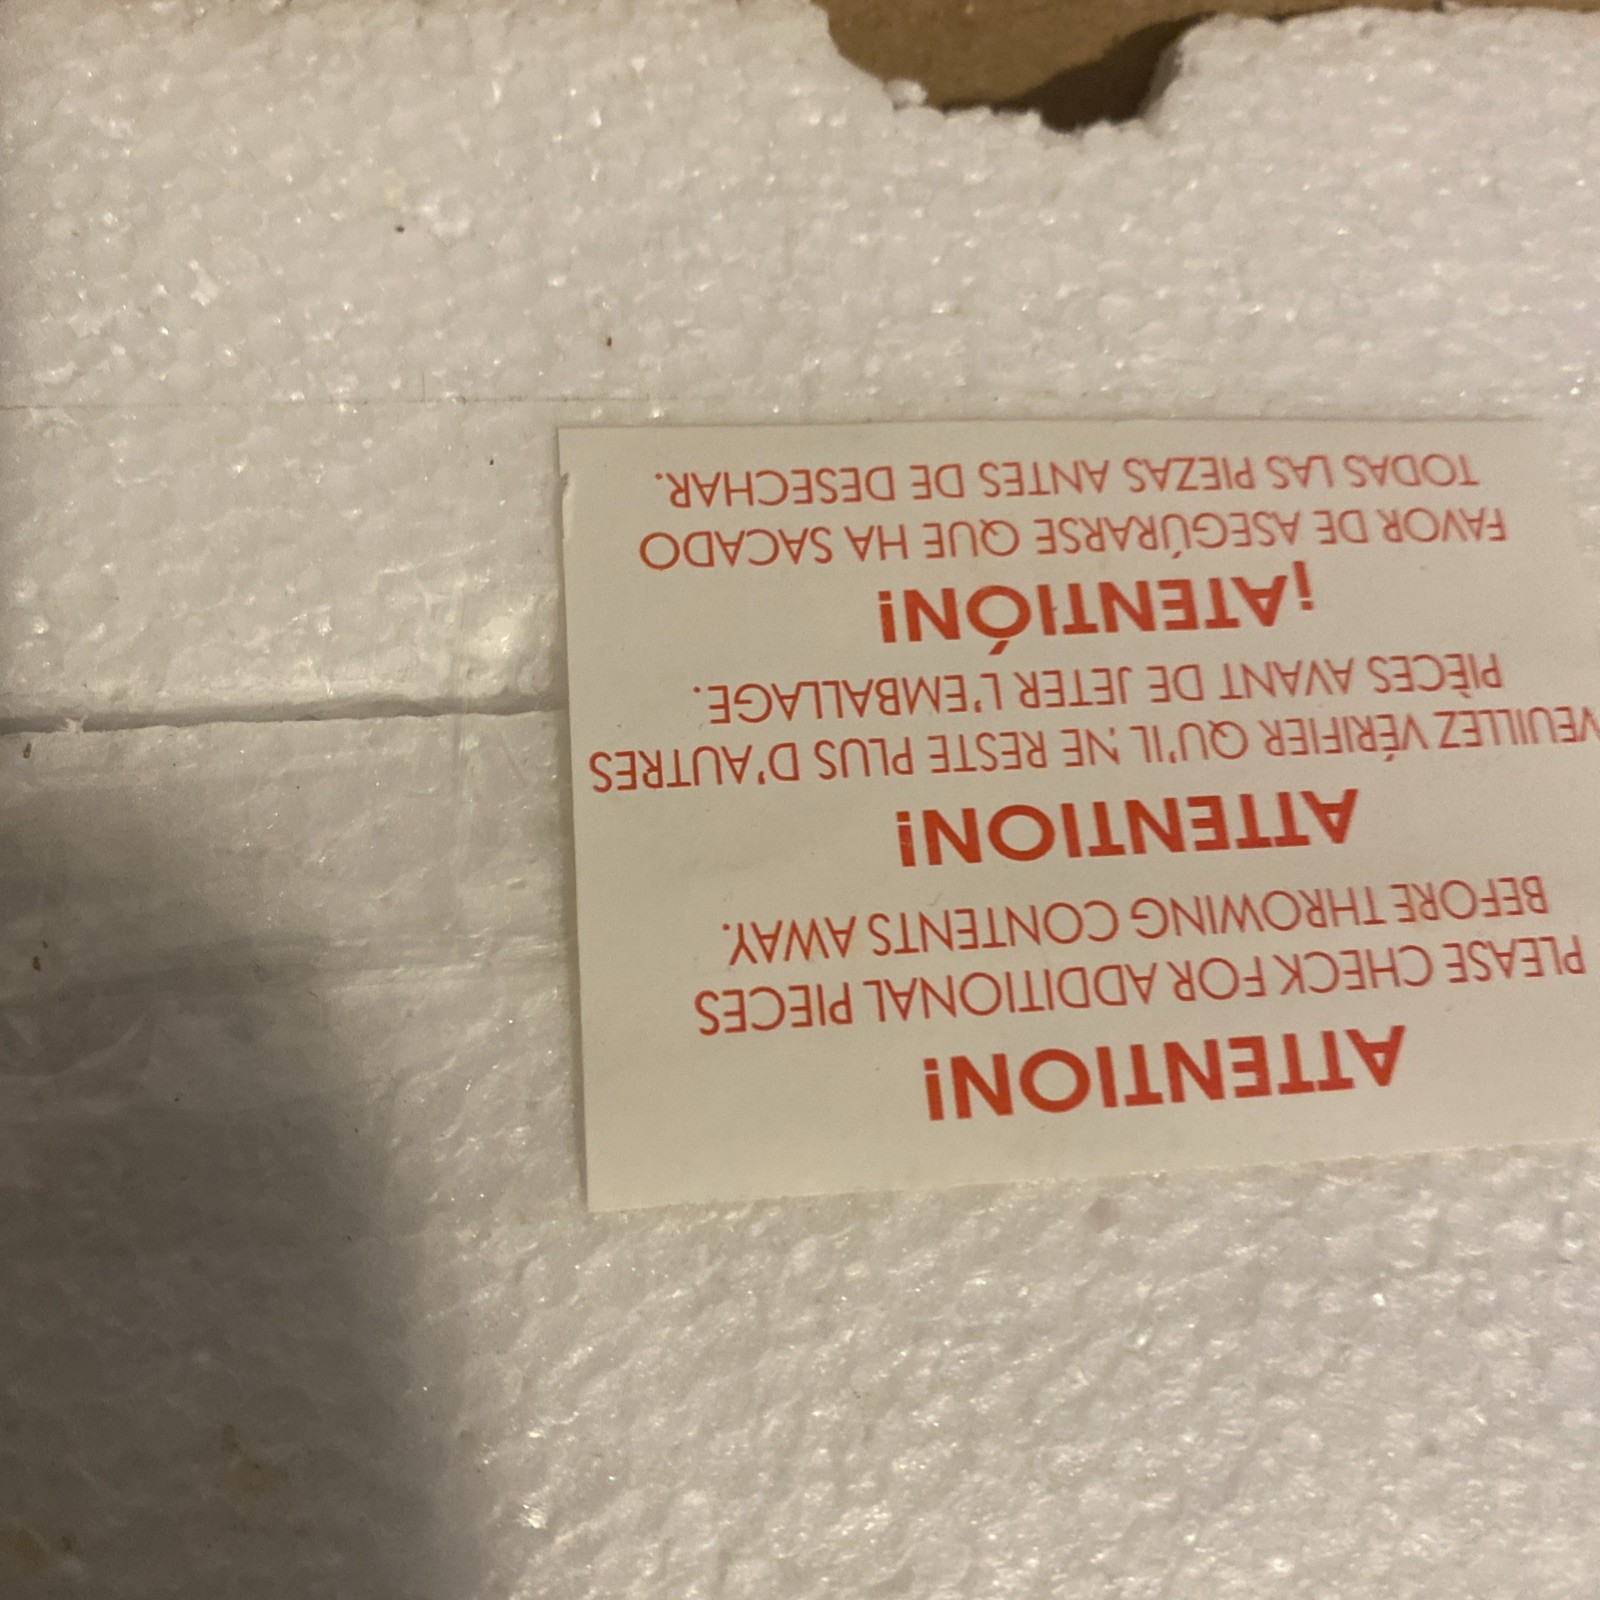 ATTENTION!
PLEASE CHECK FOR ADDITIONAL PIECES
BEFORE THROWING CONTENTS AWAY.
ATTENTION!
VEUILLEZ VÉRIFIER QU'IL NE RESTE PLUS D'AUTRES
PIÈCES AVANT DE JETER L'EMBALLAGE.
¡ATENTIÓN!
FAVOR DE ASEGÚRARSE QUE HA SACADO
TODAS LAS PIEZAS ANTES DE DESECHAR.